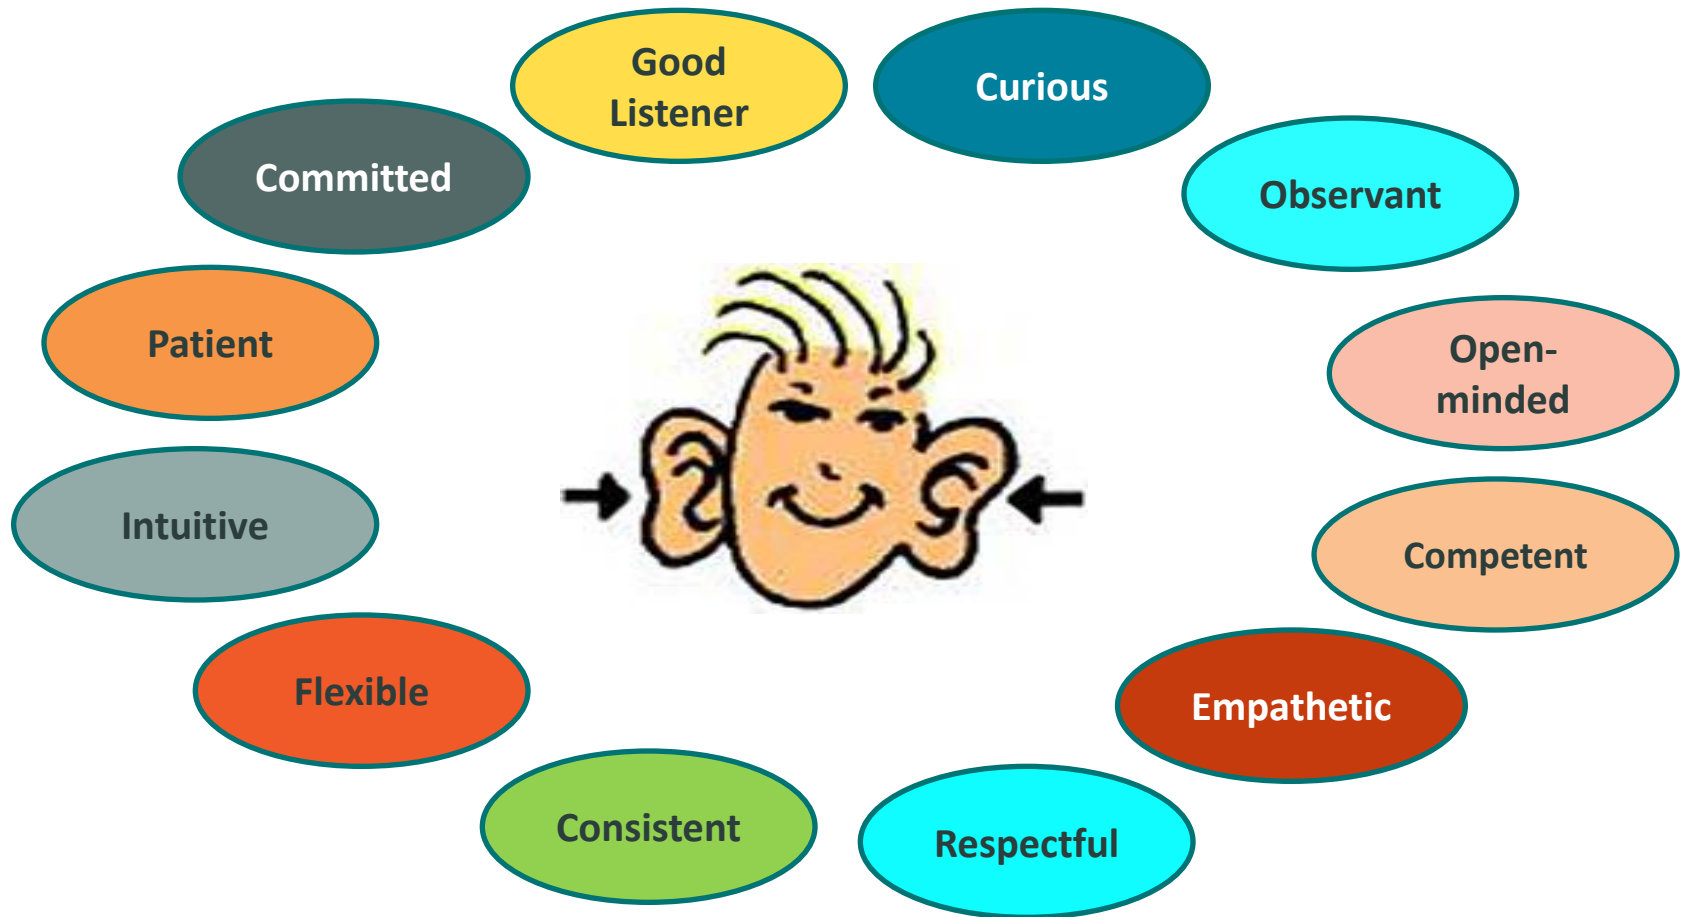 Good
Listener
Curious
Committed
Observant
Patient
Open-
minded
Intuitive
Competent
Flexible
Empathetic
Consistent
Respectful